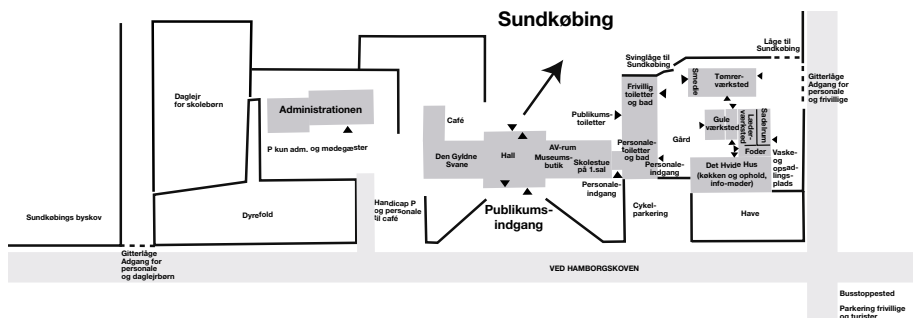 Sundkøbing
Låge til
Sundkøbing
Svinglåge til
Sundkøbing
Gitterlåge
Adgang for
personale
og frivillige
Daglejr
for skolebørn
Administrationen
P kun adm. og mødegæster
Café
Den Gyldne
Svane
Hall
AV-rum
Museums-
butik
Skolestue
på 1.sal
Publikums-
toiletter
Frivillig
toiletter
og bad
Personale-
toiletter
og bad
Personale-
indgang
Personale-
indgang
Gård
Smedie
Tømrer-
værksted
Gule
værksted
Læder-
værksted
Sadelrum
Foder
Det Hvide Hus
(køkken og ophold,
info-møder)
Vaske-
og
opsad-
lings-
plads
Sundkøbings byskov
Dyrefold
Handicap P
og personale
til café
Publikums-
indgang
Cykel-
parkering
Have
Gitterlåge
Adgang for
personale
og daglejrbørn
VED HAMBORGSKOVEN
Busstoppested
Parkering frivillige
og turister